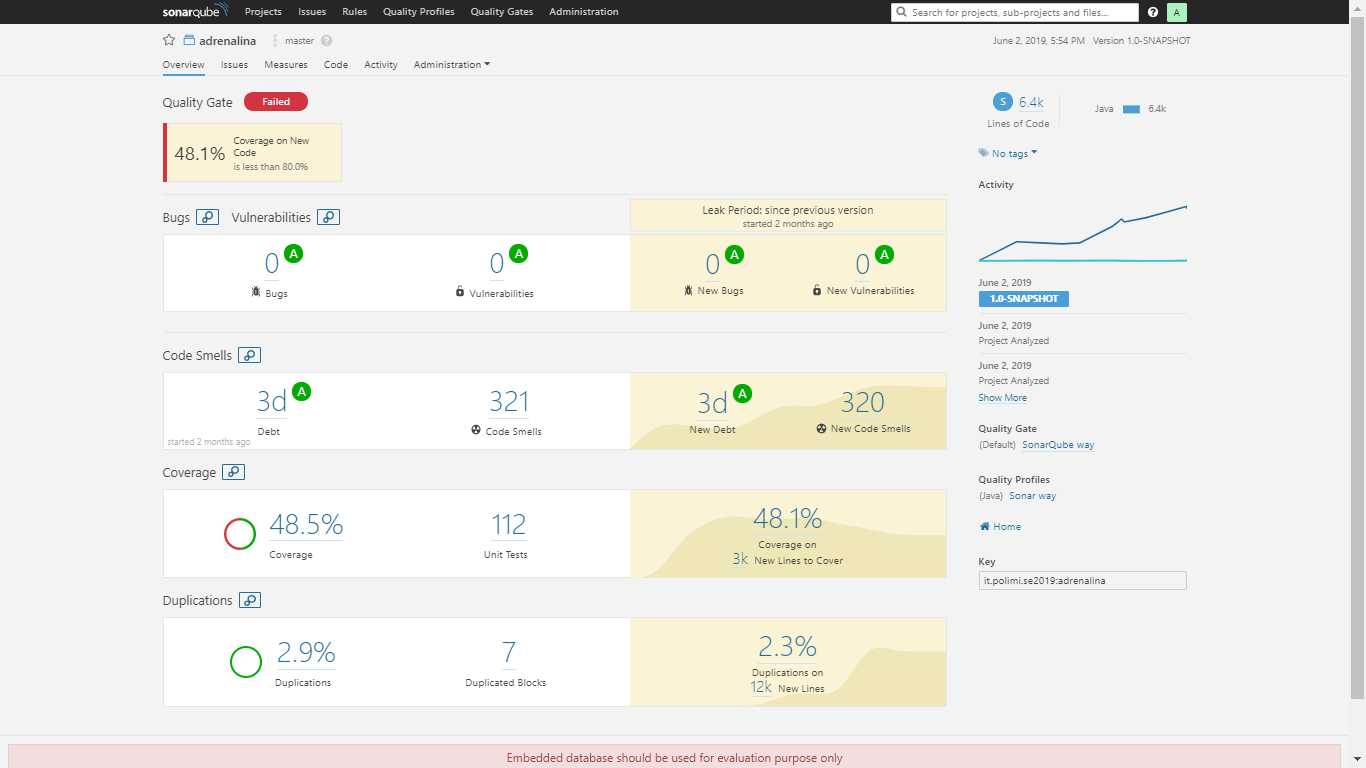 sonarqube Projects Issues Rules Quality Profiles Quality Gates Administration Search for projects, sub-projects and files... ? A
adrenalina master ? June 2, 2019, 5:54 PM Version 1.0-SNAPSHOT
Overview Issues Measures Code Activity Administration
Quality Gate Failed
48.1% Coverage on New
Code
is less than 80.0%
Bugs Vulnerabilities
Leak Period: since previous version
started 2 months ago
0 A
Bugs
0 A
Vulnerabilities
0 A
New Bugs
0 A
New Vulnerabilities
Code Smells
3d A
Debt
started 2 months ago
321
Code Smells
3d A
New Debt
320
New Code Smells
Coverage
48.5%
Coverage
112
Unit Tests
48.1%
Coverage on
3k New Lines to Cover
Duplications
2.9%
Duplications
7
Duplicated Blocks
2.3%
Duplications on
12k New Lines
S 6.4k
Lines of Code
Java 6.4k
No tags
Activity
June 2, 2019
1.0-SNAPSHOT
June 2, 2019
Project Analyzed
June 2, 2019
Project Analyzed
Show More
Quality Gate
(Default) SonarQube way
Quality Profiles
(Java) Sonar way
Home
Key
it.polimi.se2019:adrenalina
Embedded database should be used for evaluation purpose only